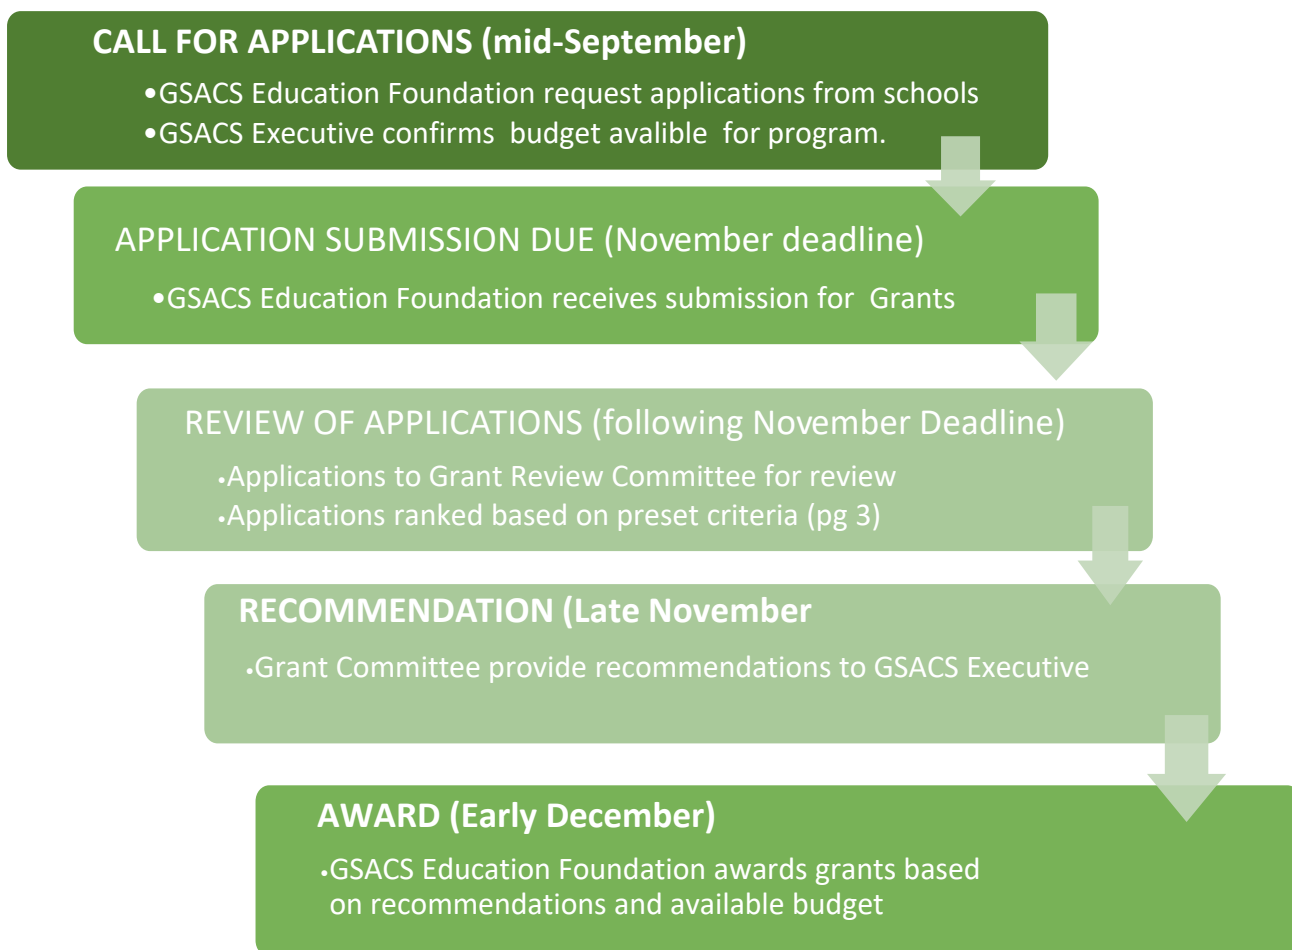 CALL FOR APPLICATIONS (mid-September)
•GSACS Education Foundation request applications from schools
•GSACS Executive confirms budget avalible for program.
APPLICATION SUBMISSION DUE (November deadline)
•GSACS Education Foundation receives submission for Grants
REVIEW OF APPLICATIONS (following November Deadline)
•Applications to Grant Review Committee for review
•Applications ranked based on preset criteria (pg 3)
RECOMMENDATION (Late November
•Grant Committee provide recommendations to GSACS Executive
AWARD (Early December)
•GSACS Education Foundation awards grants based
on recommendations and available budget